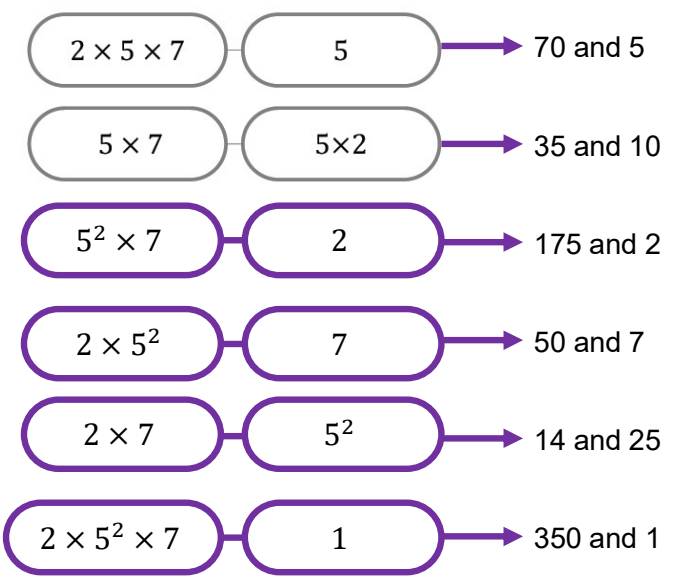 2 × 5 × 7 5 70 and 5
5 × 7 5×2 35 and 10
5² × 7 2 175 and 2
2 × 5² 7 50 and 7
2 × 7 5² 14 and 25
2 × 5² × 7 1 350 and 1